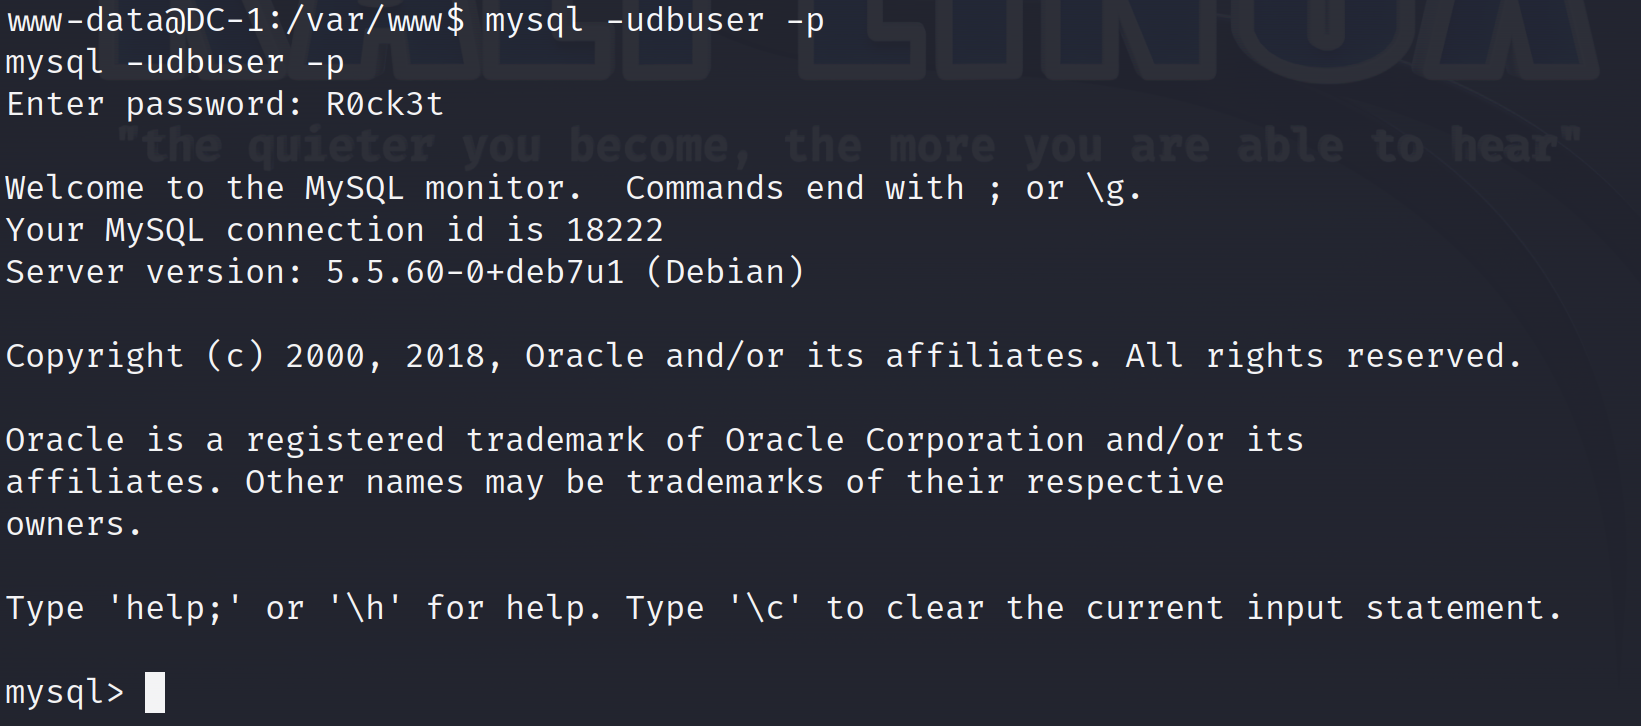 www-data@DC-1:/var/www$ mysql -udbuser -p
mysql -udbuser -p
Enter password: R0ck3t
"the quieter you become, the more you are able to hear"
Welcome to the MySQL monitor.  Commands end with ; or \g.
Your MySQL connection id is 18222
Server version: 5.5.60-0+deb7u1 (Debian)
Copyright (c) 2000, 2018, Oracle and/or its affiliates. All rights reserved.
Oracle is a registered trademark of Oracle Corporation and/or its
affiliates. Other names may be trademarks of their respective
owners.
Type 'help;' or '\h' for help. Type '\c' to clear the current input statement.
mysql>